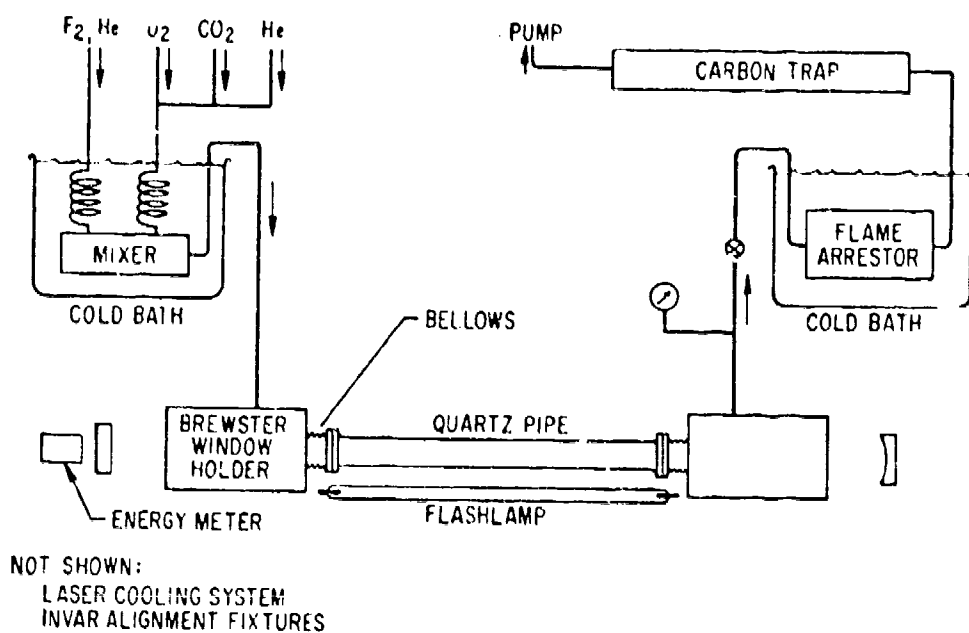 F2, He O2 CO2 He
PUMP
CARBON TRAP
MIXER
COLD BATH
FLAME
ARRESTOR
COLD BATH
BELLOWS
BREWSTER
WINDOW
HOLDER
QUARTZ PIPE
FLASHLAMP
ENERGY METER
NOT SHOWN:
LASER COOLING SYSTEM
INVAR ALIGNMENT FIXTURES